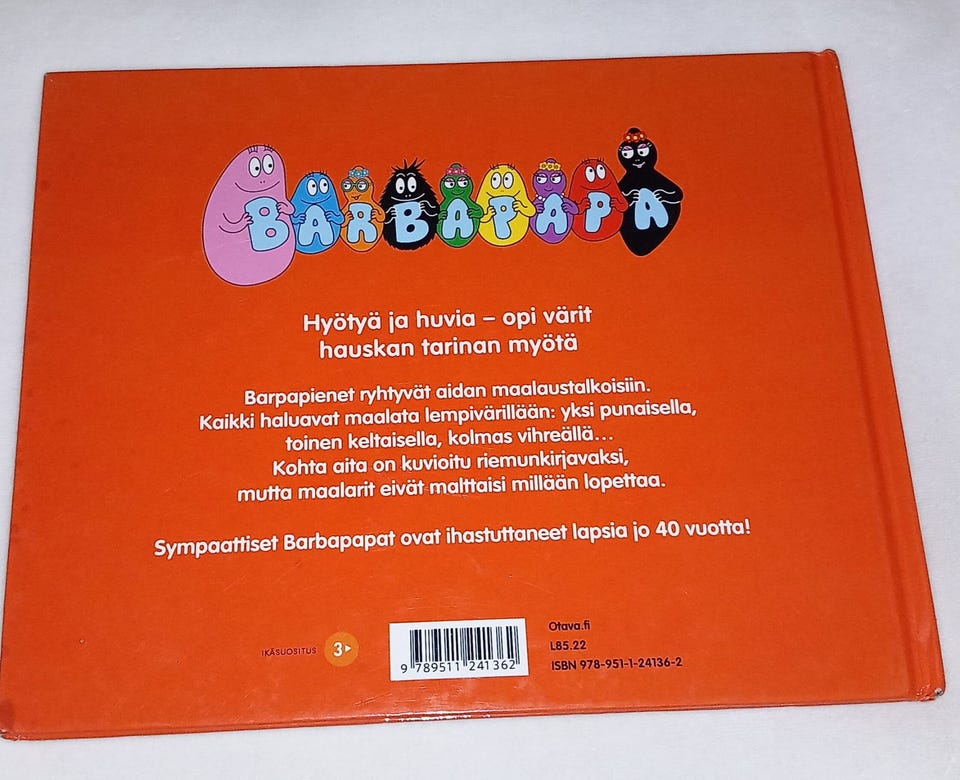 BARBAPAPA
Hyötyä ja huvia – opi värit
hauskan tarinan myötä
Barpapienet ryhtyvät aidan maalaustalkoisiin.
Kaikki haluavat maalata lempivärillään: yksi punaisella,
toinen keltaisella, kolmas vihreällä...
Kohta aita on kuvioitu riemunkirjavaksi,
mutta maalarit eivät malttaisi millään lopettaa.
Sympaattiset Barbapapat ovat ihastuttaneet lapsia jo 40 vuotta!
IKÄSUOSITUS 3
9 789511 241362
Otava.fi
L85.22
ISBN 978-951-1-24136-2